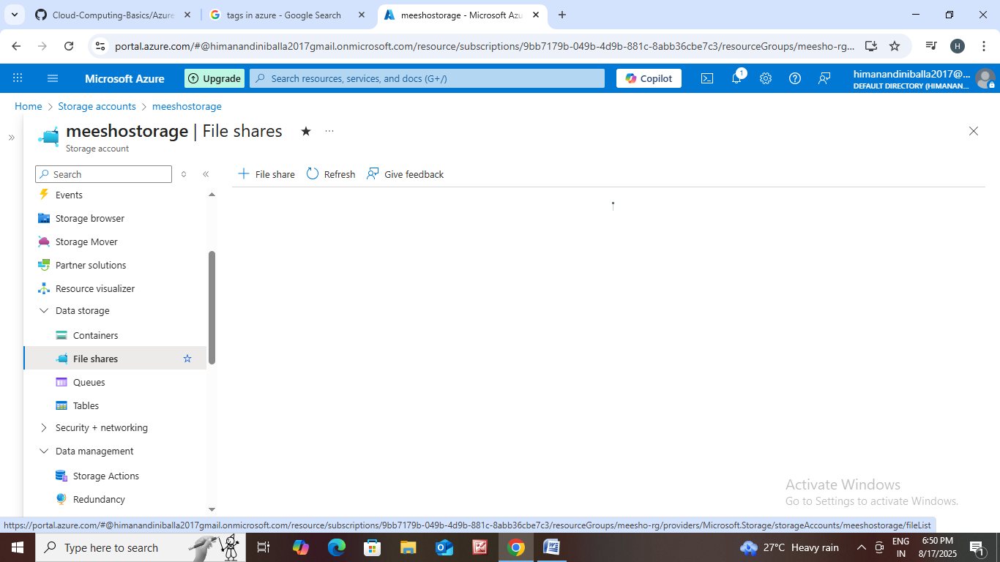 Cloud-Computing-Basics/Azure
tags in azure - Google Search
meeshostorage - Microsoft Azu
portal.azure.com/#@himanandiniballa2017gmail.onmicrosoft.com/resource/subscriptions/9bb7179b-049b-4d9b-881c-8abb36cbe7c3/resourceGroups/meesho-rg...
H
Microsoft Azure
Upgrade
Search resources, services, and docs (G+/)
Copilot
1
himanandiniballa2017@...
DEFAULT DIRECTORY (HIMANAN...
Home > Storage accounts > meeshostorage
meeshostorage | File shares
Storage account
Search
File share
Refresh
Give feedback
Events
Storage browser
Storage Mover
Partner solutions
Resource visualizer
Data storage
Containers
File shares
Queues
Tables
Security + networking
Data management
Storage Actions
Redundancy
Activate Windows
Go to Settings to activate Windows.
https://portal.azure.com/#@himanandiniballa2017gmail.onmicrosoft.com/resource/subscriptions/9bb7179b-049b-4d9b-881c-8abb36cbe7c3/resourceGroups/meesho-rg/providers/Microsoft.Storage/storageAccounts/meeshostorage/fileList
Type here to search
27°C Heavy rain
ENG
IN
6:50 PM
8/17/2025
1